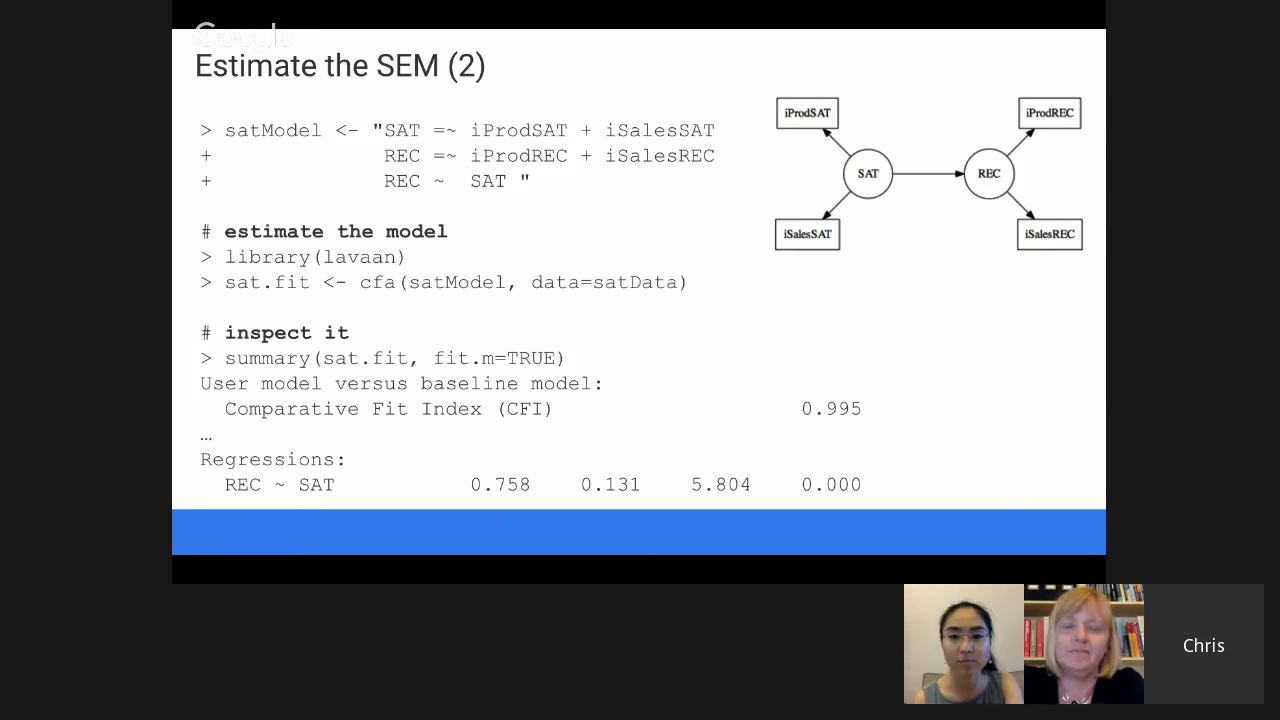 Google
Estimate the SEM (2)
> satModel <- "SAT =~ iProdSAT + iSalesSAT
+ REC =~ iProdREC + iSalesREC
+ REC ~ SAT "
# estimate the model
> library(lavaan)
> sat.fit <- cfa(satModel, data=satData)
# inspect it
> summary(sat.fit, fit.m=TRUE)
User model versus baseline model:
Comparative Fit Index (CFI) 0.995
…
Regressions:
REC ~ SAT 0.758 0.131 5.804 0.000
iProdSAT
iProdREC
SAT
REC
iSalesSAT
iSalesREC
Chris